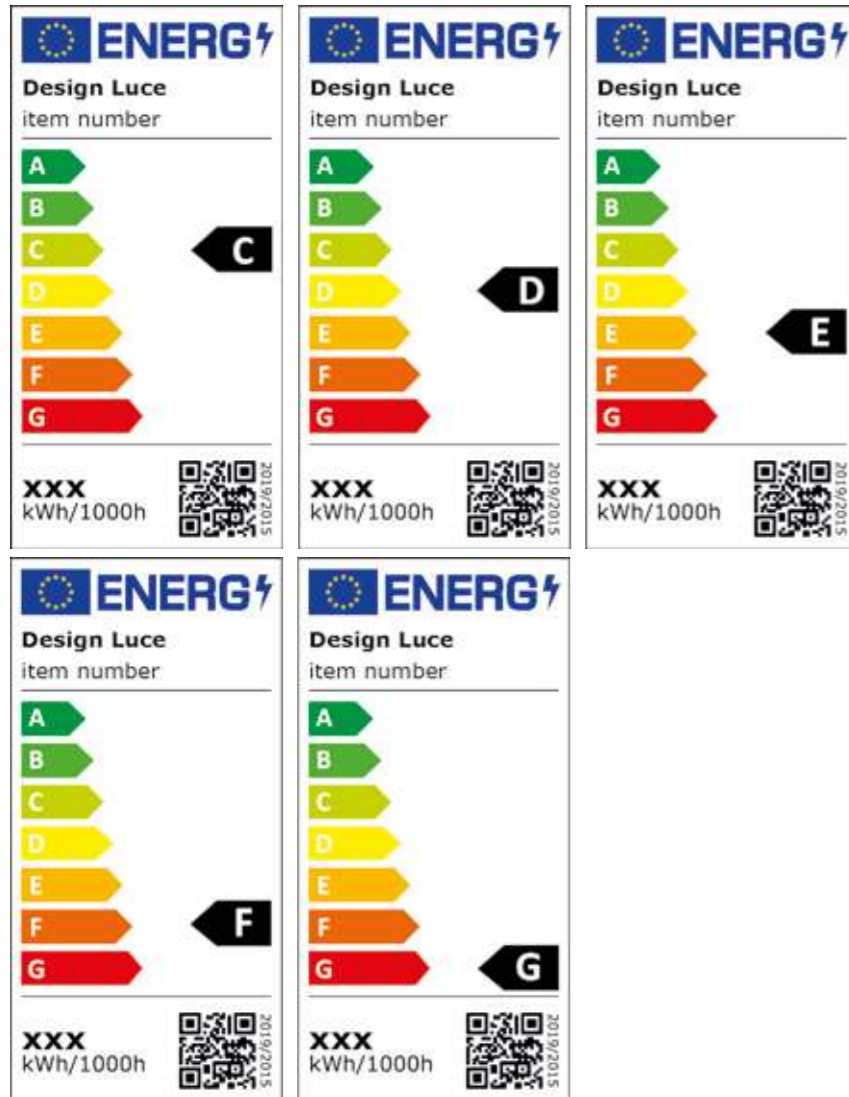 ENERG
Design Luce
item number
A
B
C
C
D
E
F
G
XXX
kWh/1000h
2019/2015
ENERG
Design Luce
item number
A
B
C
D
D
E
F
G
XXX
kWh/1000h
2019/2015
ENERG
Design Luce
item number
A
B
C
D
E
E
F
G
XXX
kWh/1000h
2019/2015
ENERG
Design Luce
item number
A
B
C
D
E
F
F
G
XXX
kWh/1000h
2019/2015
ENERG
Design Luce
item number
A
B
C
D
E
F
G
G
XXX
kWh/1000h
2019/2015